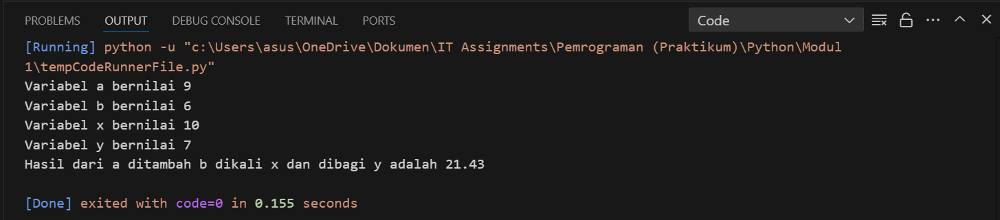 PROBLEMS OUTPUT DEBUG CONSOLE TERMINAL PORTS Code
[Running] python -u "c:\Users\asus\OneDrive\Dokumen\IT Assignments\Pemrograman (Praktikum)\Python\Modul
1\tempCodeRunnerFile.py"
Variabel a bernilai 9
Variabel b bernilai 6
Variabel x bernilai 10
Variabel y bernilai 7
Hasil dari a ditambah b dikali x dan dibagi y adalah 21.43
[Done] exited with code=0 in 0.155 seconds